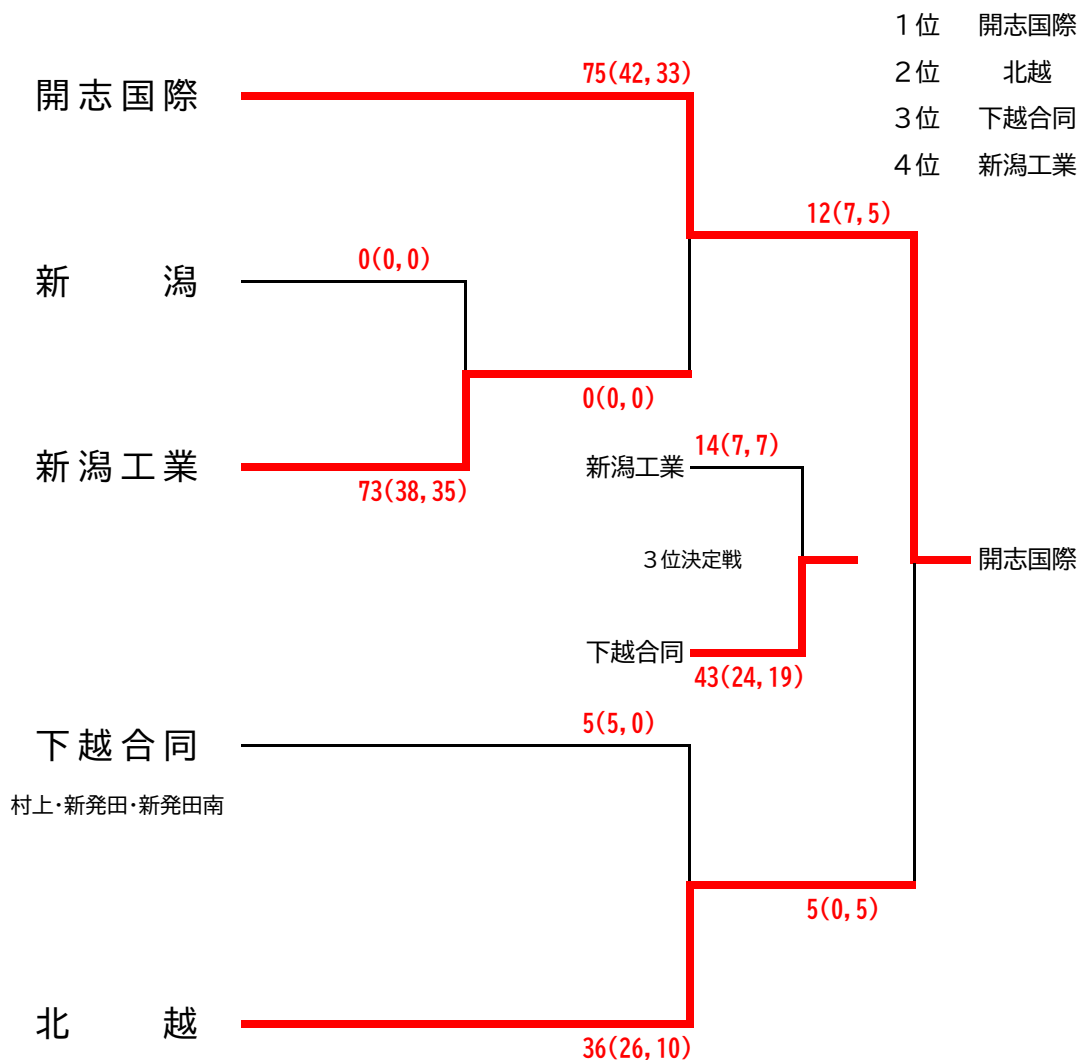 1位 開志国際
2位 北越
3位 下越合同
4位 新潟工業
開志国際
75(42,33)
12(7,5)
新潟
0(0,0)
0(0,0)
新潟工業
73(38,35)
新潟工業
14(7,7)
3位決定戦
開志国際
下越合同
43(24,19)
下越合同
5(5,0)
村上・新発田・新発田南
5(0,5)
北越
36(26,10)